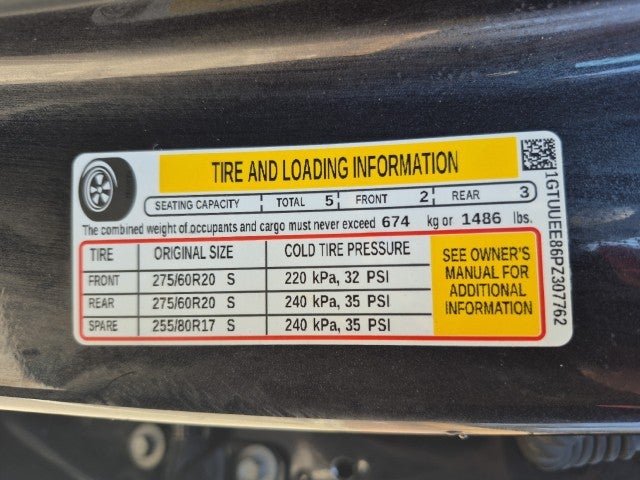 TIRE AND LOADING INFORMATION
SEATING CAPACITY TOTAL 5 FRONT 2 REAR 3
The combined weight of occupants and cargo must never exceed 674 kg or 1486 lbs.
TIRE ORIGINAL SIZE COLD TIRE PRESSURE
FRONT 275/60R20 S 220 kPa, 32 PSI
REAR 275/60R20 S 240 kPa, 35 PSI
SPARE 255/80R17 S 240 kPa, 35 PSI
SEE OWNER'S
MANUAL FOR
ADDITIONAL
INFORMATION
1GTUUEE86PZ307762